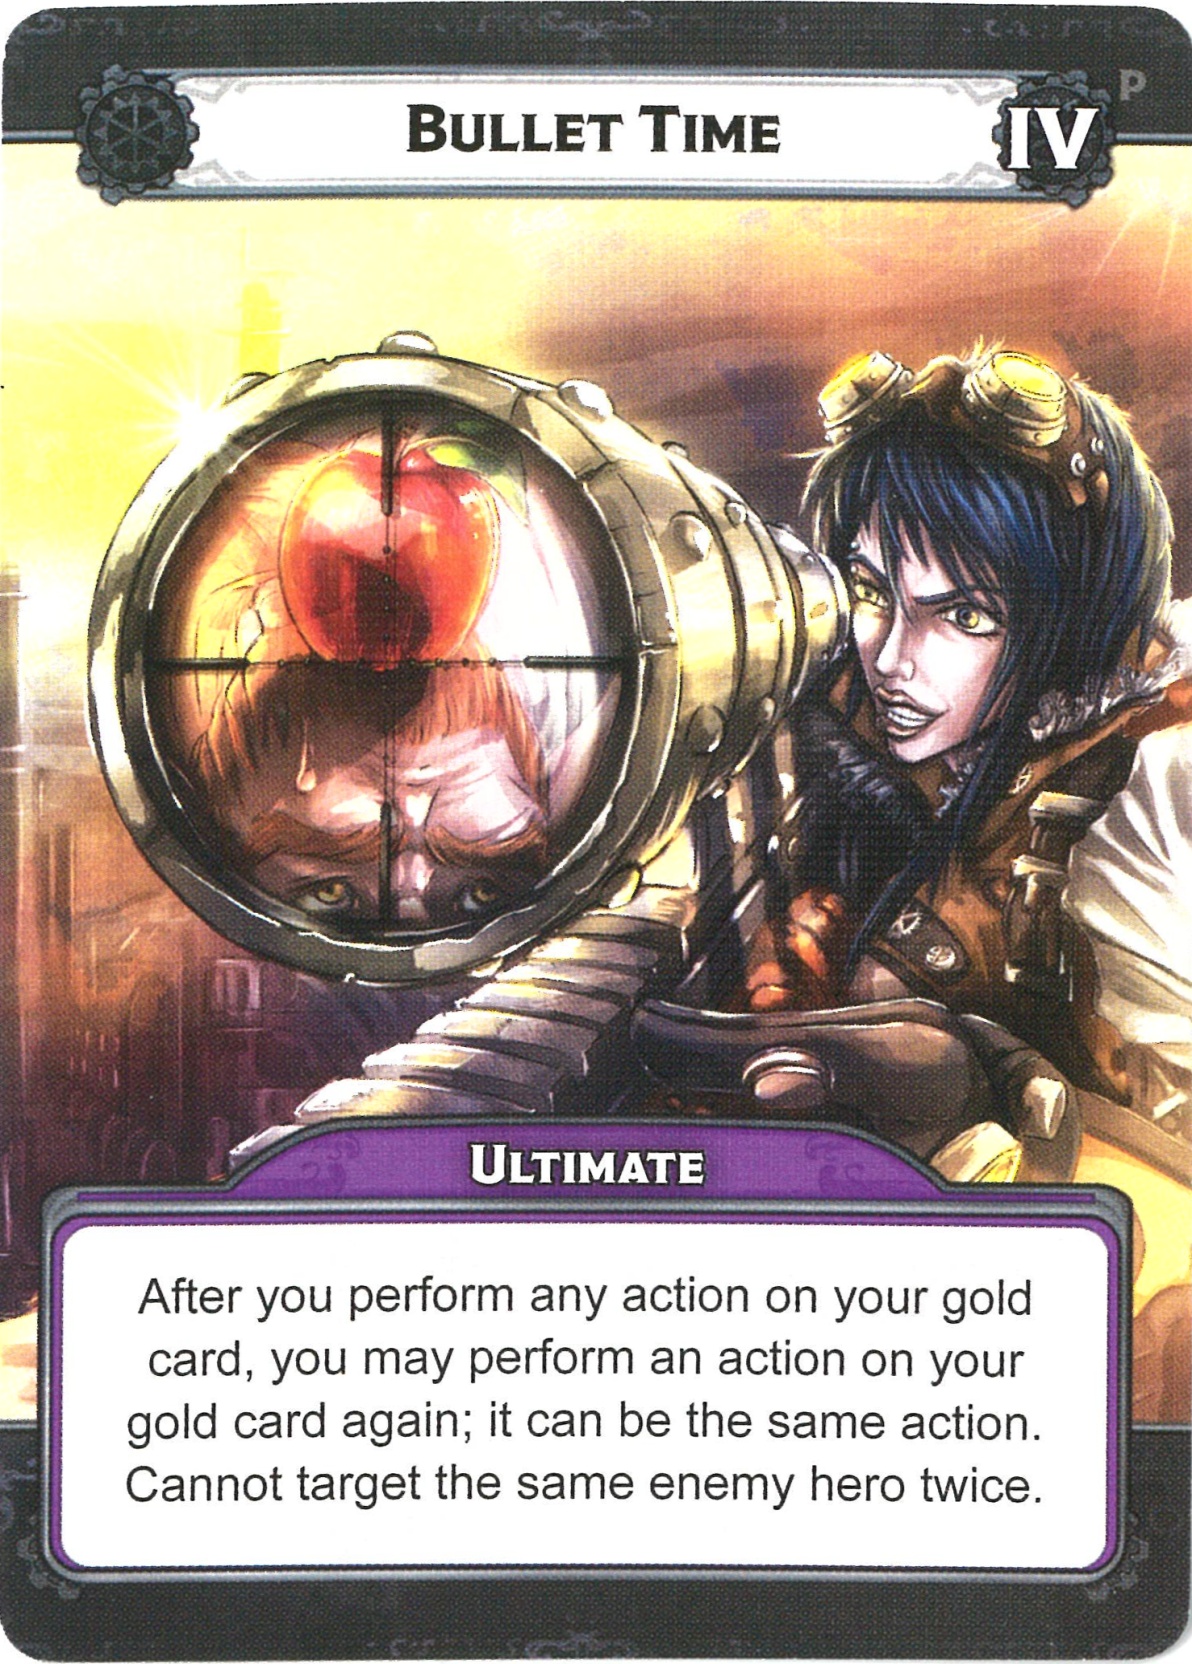 BULLET TIME
IV
P
ULTIMATE
After you perform any action on your gold
card, you may perform an action on your
gold card again; it can be the same action.
Cannot target the same enemy hero twice.